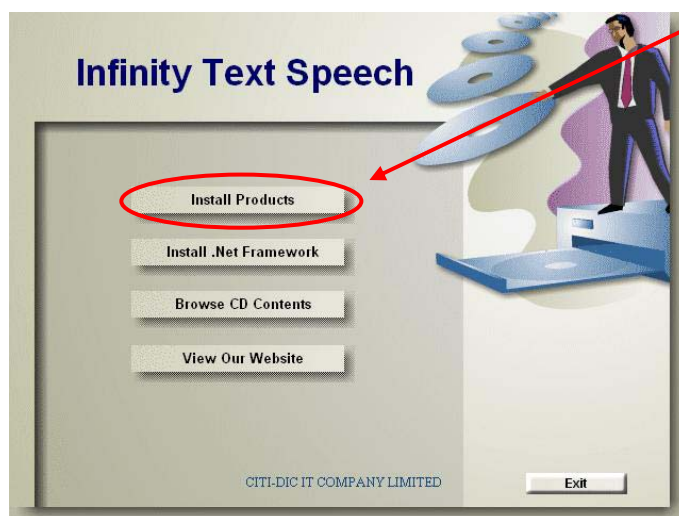 Infinity Text Speech
Install Products
Install .Net Framework
Browse CD Contents
View Our Website
CITI-DIC IT COMPANY LIMITED
Exit